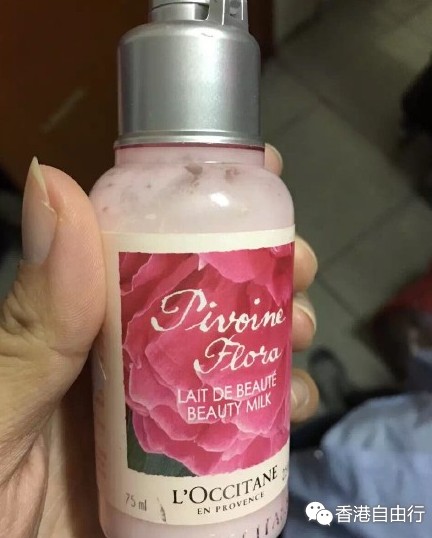 Pivoine
Flora
LAIT DE BEAUTÉ
BEAUTY MILK
75 ml
L'OCCITANE
EN PROVENCE
香港自由行